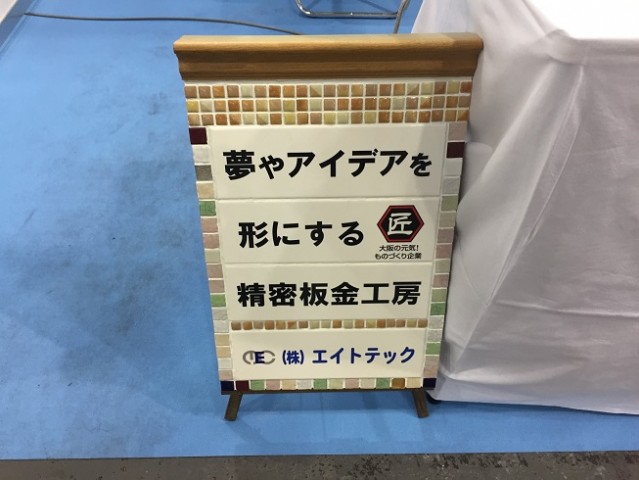 夢やアイデアを
形にする
匠
大阪の元気!
ものづくり企業
精密板金工房
EC (株) エイトテック